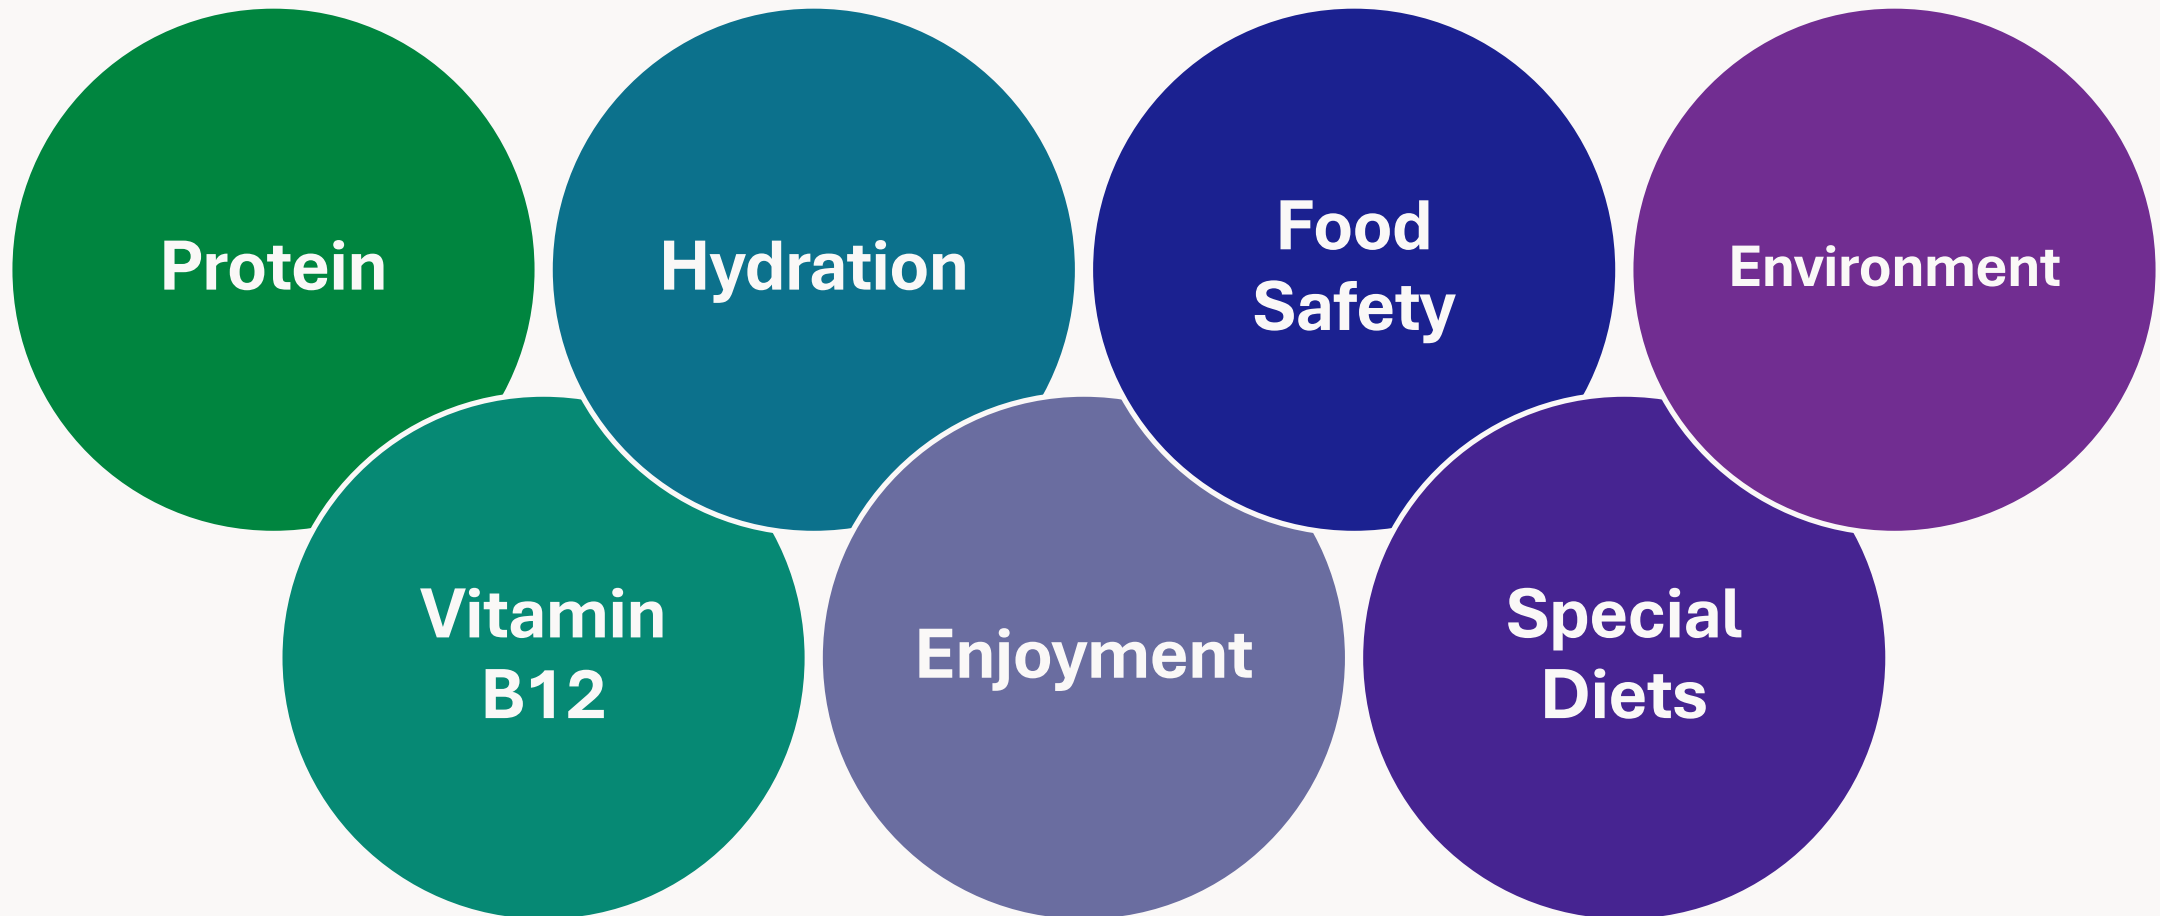 Protein
Hydration
Food
Safety
Environment
Vitamin
B12
Enjoyment
Special
Diets